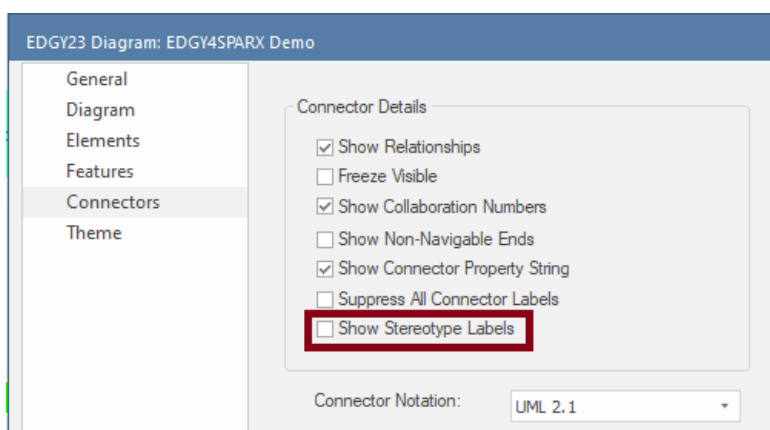 EDGY23 Diagram: EDGY4SPARX Demo
General
Diagram
Elements
Features
Connectors
Theme
Connector Details
Show Relationships
Freeze Visible
Show Collaboration Numbers
Show Non-Navigable Ends
Show Connector Property String
Suppress All Connector Labels
Show Stereotype Labels
Connector Notation: UML 2.1